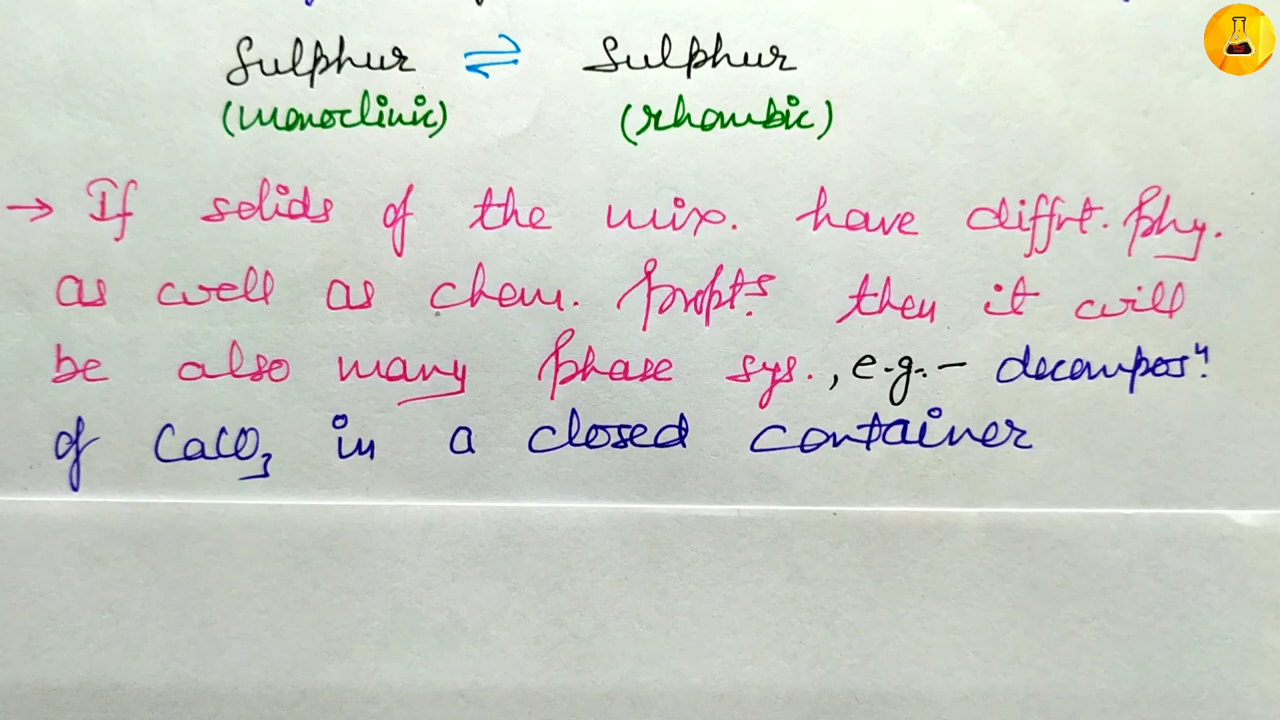 Sulphur ⇌ Sulphur
(monoclinic) (rhombic)
→ If solids of the mix. have diffrt. phy.
as well as chem. propts. then it will
be also many phase sys., e.g.- decomposn.
of CaCO3 in a closed container